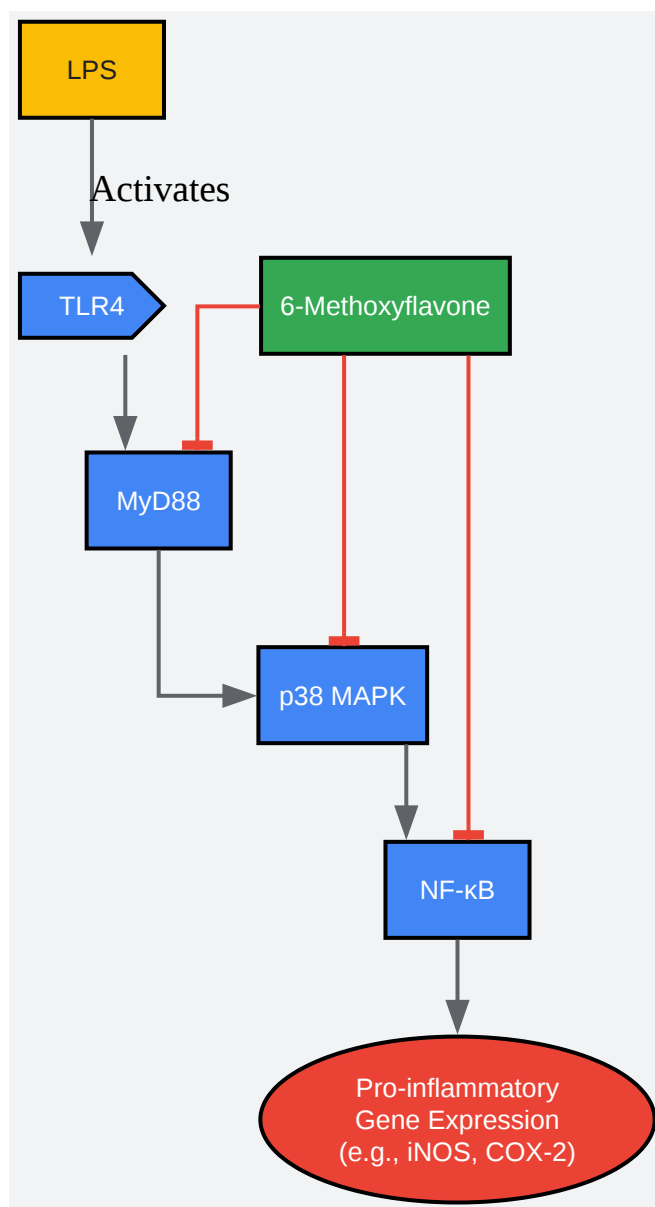 LPS
Activates
TLR4
6-Methoxyflavone
MyD88
p38 MAPK
NF-κB
Pro-inflammatory
Gene Expression
(e.g., iNOS, COX-2)